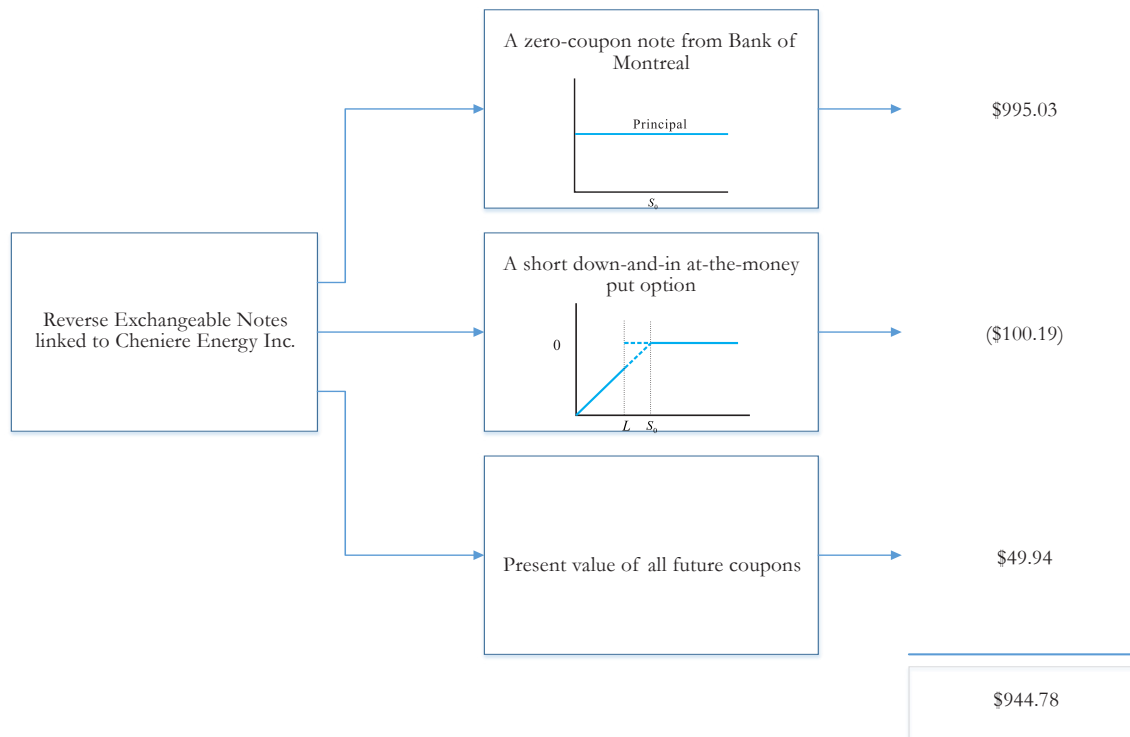 A zero-coupon note from Bank of
Montreal
Principal
S₀
$995.03
Reverse Exchangeable Notes
linked to Cheniere Energy Inc.
A short down-and-in at-the-money
put option
0
L S₀
($100.19)
Present value of all future coupons
$49.94
$944.78